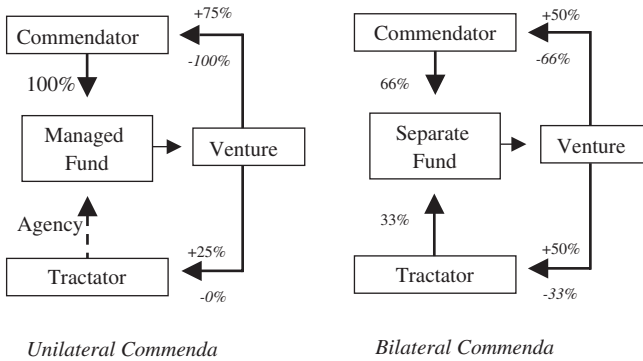 Commendator
+75%
-100%
100%
Managed
Fund
Venture
Agency
+25%
Tractator
-0%
Unilateral Commenda
Commendator
+50%
-66%
66%
Separate
Fund
Venture
33%
+50%
Tractator
-33%
Bilateral Commenda